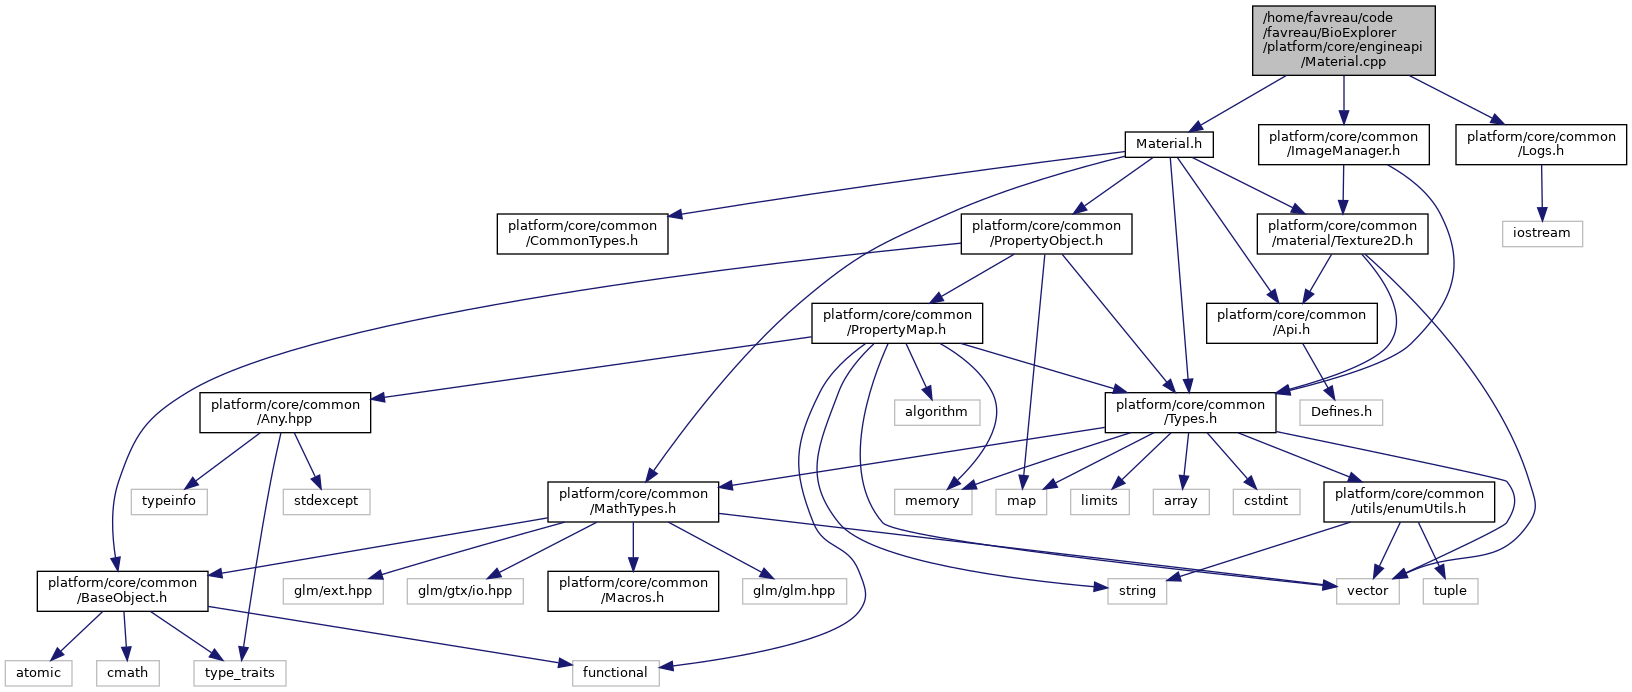 /home/favreau/code
/favreau/BioExplorer
/platform/core/engineapi
/Material.cpp
Material.h
platform/core/common
/ImageManager.h
platform/core/common
/Logs.h
platform/core/common
/CommonTypes.h
platform/core/common
/PropertyObject.h
platform/core/common
/material/Texture2D.h
iostream
platform/core/common
/PropertyMap.h
platform/core/common
/Api.h
platform/core/common
/Any.hpp
algorithm
platform/core/common
/Types.h
Defines.h
typeinfo
stdexcept
platform/core/common
/MathTypes.h
memory
map
limits
array
cstdint
platform/core/common
/utils/enumUtils.h
platform/core/common
/BaseObject.h
glm/ext.hpp
glm/gtx/io.hpp
platform/core/common
/Macros.h
glm/glm.hpp
string
vector
tuple
atomic
cmath
type_traits
functional